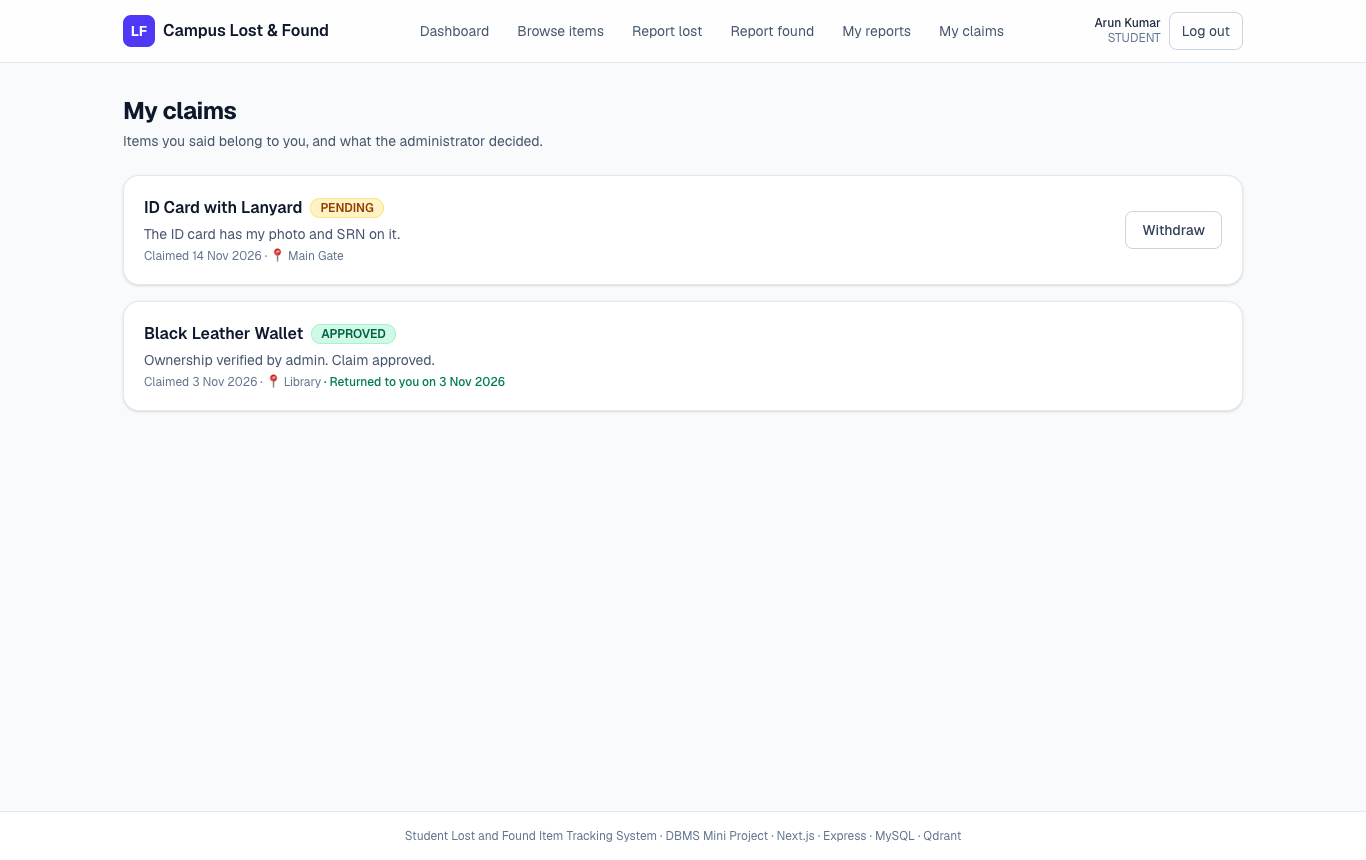 LF Campus Lost & Found Dashboard Browse items Report lost Report found My reports My claims Arun Kumar STUDENT Log out
My claims
Items you said belong to you, and what the administrator decided.
ID Card with Lanyard PENDING
The ID card has my photo and SRN on it.
Claimed 14 Nov 2026 · 📍 Main Gate
Withdraw
Black Leather Wallet APPROVED
Ownership verified by admin. Claim approved.
Claimed 3 Nov 2026 · 📍 Library · Returned to you on 3 Nov 2026
Student Lost and Found Item Tracking System · DBMS Mini Project · Next.js · Express · MySQL · Qdrant